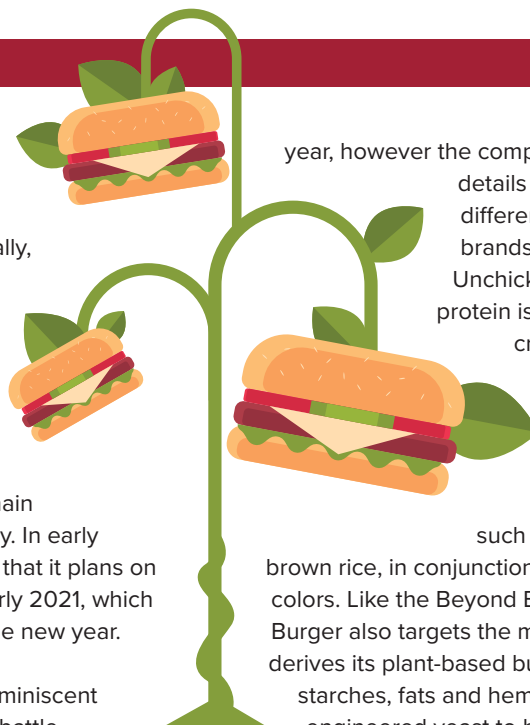 ally,
ain
y. In early
that it plans on
rly 2021, which
e new year.
miniscent
year, however the comp
details
differe
brands
Unchick
protein is
cr
such
brown rice, in conjunction
colors. Like the Beyond
Burger also targets the m
derives its plant-based bu
starches, fats and hem